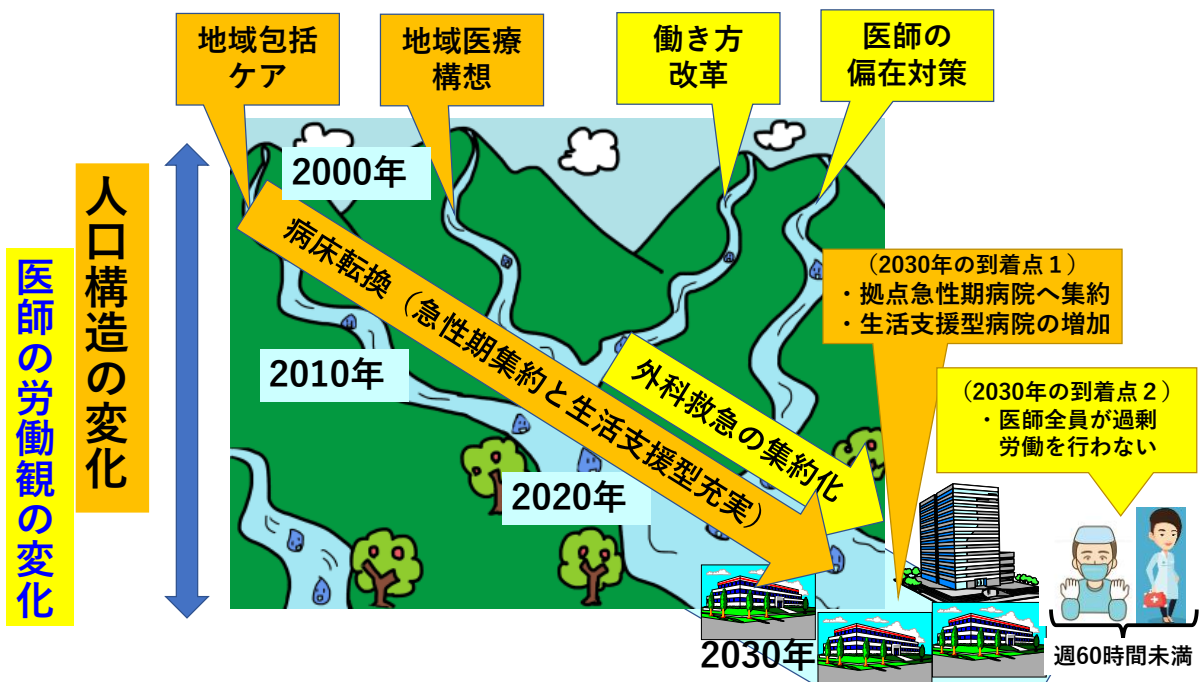 地域包括
ケア
地域医療
構想
働き方
改革
医師の
偏在対策
2000年
人口構造の変化
医師の労働観の変化
病床転換（急性期集約と生活支援型充実）
（2030年の到着点１）
・拠点急性期病院へ集約
・生活支援型病院の増加
2010年
外科救急の集約化
（2030年の到着点２）
・医師全員が過剰
労働を行わない
2020年
2030年
週60時間未満